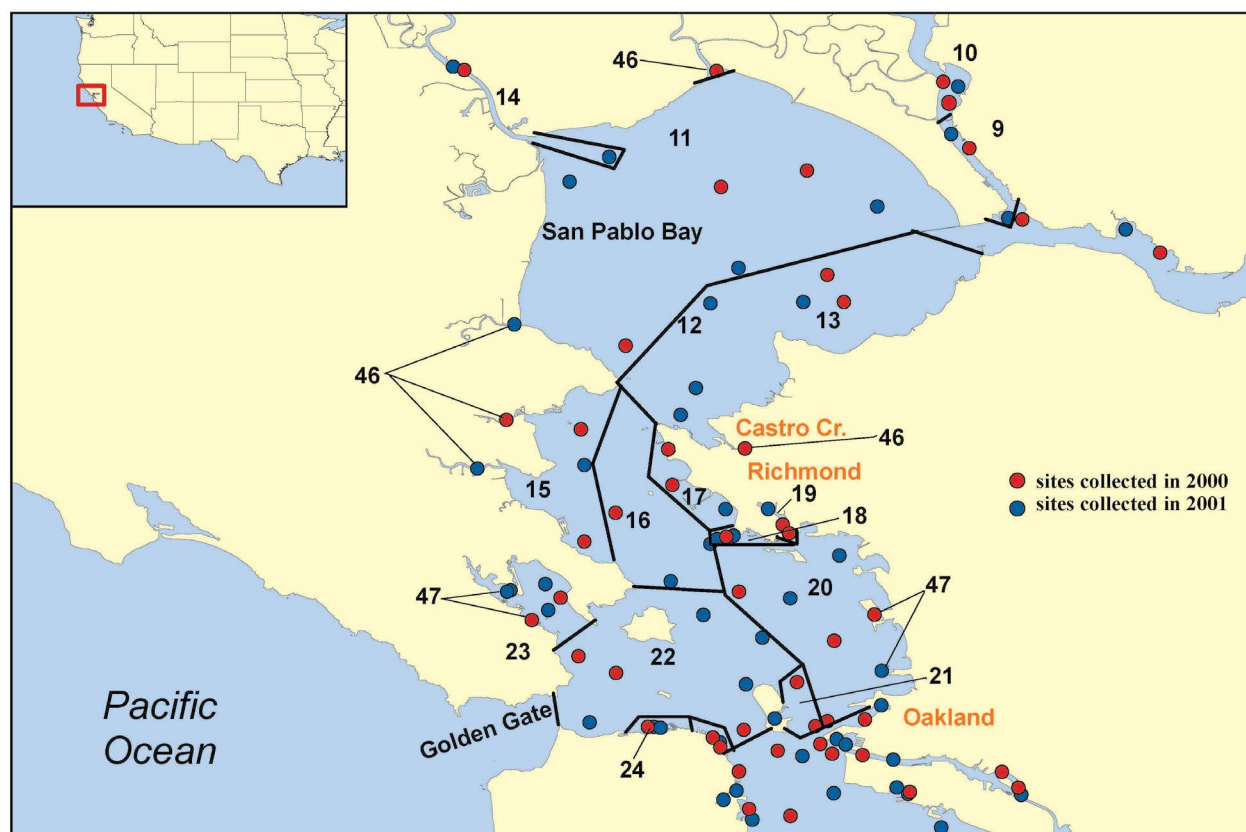 10
46
14
9
11
San Pablo Bay
12
13
46
Castro Cr.
46
Richmond
sites collected in 2000
19
15
17
sites collected in 2001
16
18
47
20
47
23
22
21
Pacific
Ocean
Golden Gate
Oakland
24